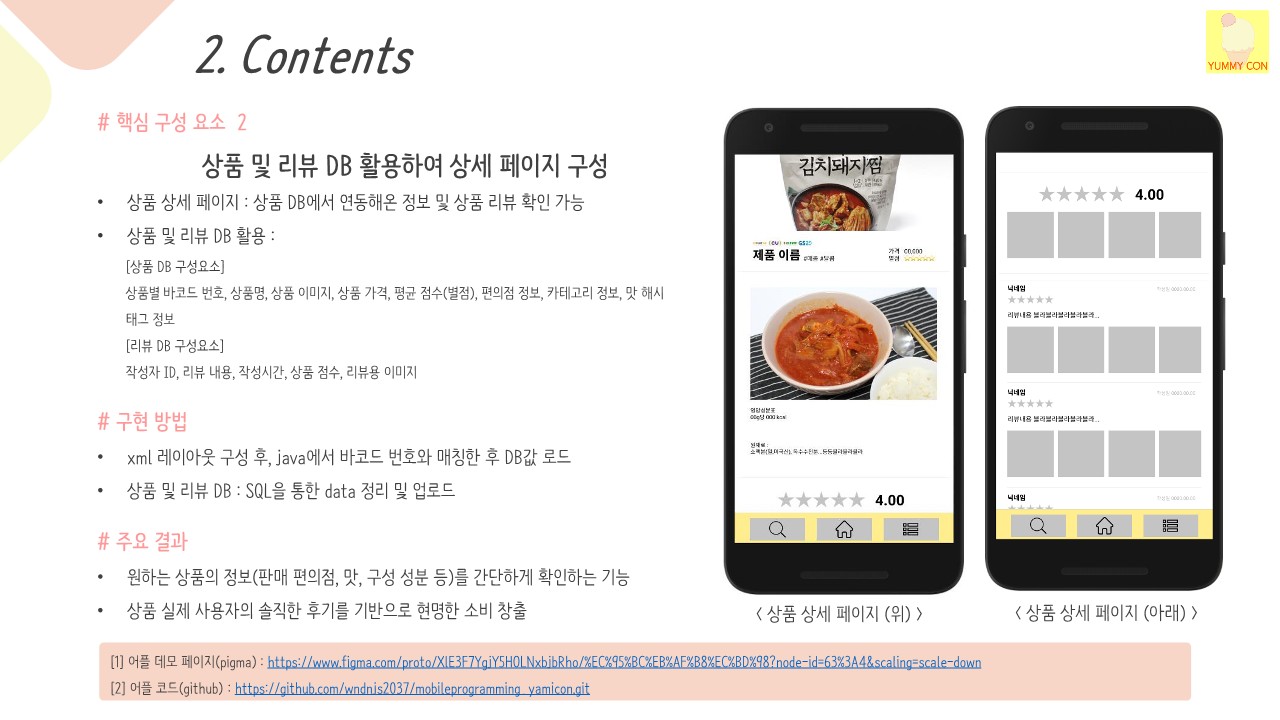 2. Contents
YUMMY CON
# 핵심 구성 요소 2
상품 및 리뷰 DB 활용하여 상세 페이지 구성
• 상품 상세 페이지 : 상품 DB에서 연동해온 정보 및 상품 리뷰 확인 가능
• 상품 및 리뷰 DB 활용 :
[상품 DB 구성요소]
상품별 바코드 번호, 상품명, 상품 이미지, 상품 가격, 평균 점수(별점), 편의점 정보, 카테고리 정보, 맛 해시
태그 정보
[리뷰 DB 구성요소]
작성자 ID, 리뷰 내용, 작성시간, 상품 점수, 리뷰용 이미지
# 구현 방법
• xml 레이아웃 구성 후, java에서 바코드 번호와 매칭한 후 DB값 로드
• 상품 및 리뷰 DB : SQL을 통한 data 정리 및 업로드
# 주요 결과
• 원하는 상품의 정보(판매 편의점, 맛, 구성 성분 등)를 간단하게 확인하는 기능
• 상품 실제 사용자의 솔직한 후기를 기반으로 현명한 소비 창출
김치돼지찜
GS25
제품 이름 #매콤 #달콤
가격 00,000
별점
영양성분표
00g당 000 kcal
원재료 :
4.00
< 상품 상세 페이지 (위) >
4.00
닉네임
리뷰내용 블라블라블라블라블라...
닉네임
리뷰내용 블라블라블라블라블라...
닉네임
< 상품 상세 페이지 (아래) >
[1] 어플 데모 페이지(pigma) : https://www.figma.com/proto/XlE3F7YgjY5HOLNxbjbRho/%EC%95%BC%EB%AF%B8%EC%BD%98?node-id=63%3A4&scaling=scale-down
[2] 어플 코드(github) : https://github.com/wndnjs2037/mobileprogramming_yamicon.git